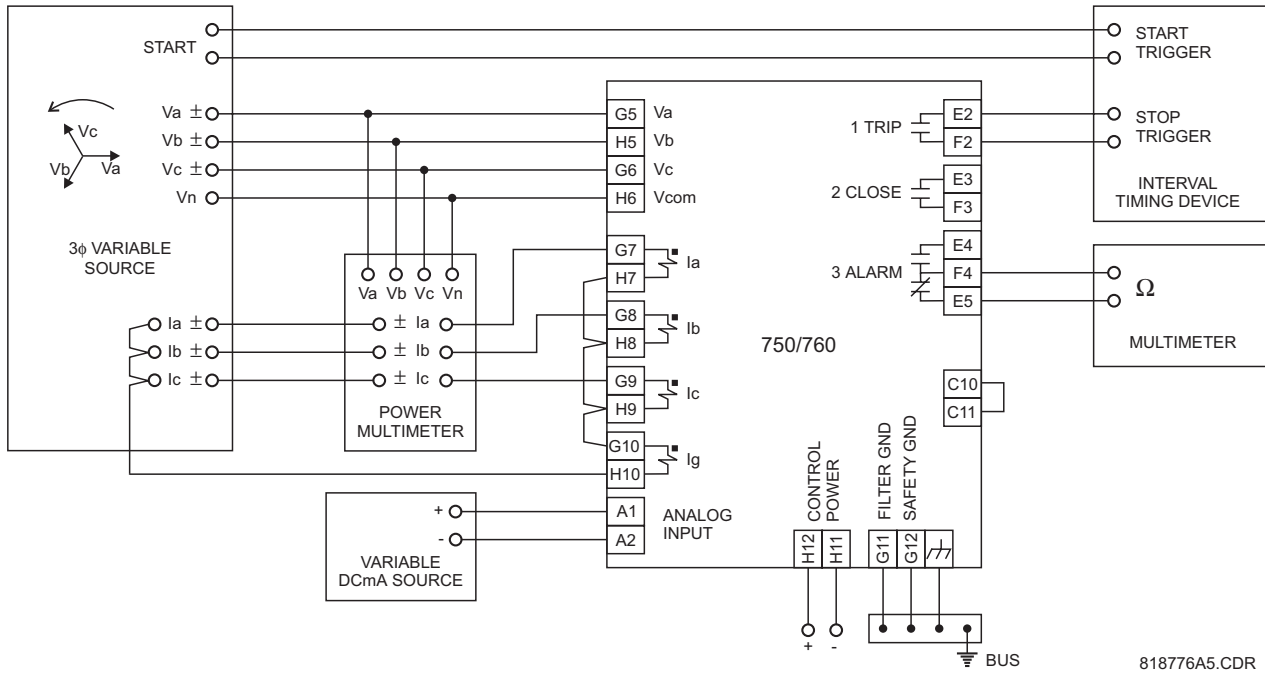 START
Va ±
Vb ±
Vc ±
Vn
Vc
Vb
Va
3ϕ VARIABLE
SOURCE
Ia ±
Ib ±
Ic ±
Va Vb Vc Vn
± Ia
± Ib
± Ic
POWER
MULTIMETER
+
-
VARIABLE
DCmA SOURCE
G5 Va
H5 Vb
G6 Vc
H6 Vcom
G7
H7
Ia
G8
H8
Ib
G9
H9
Ic
G10
H10
Ig
A1
A2
ANALOG
INPUT
750/760
1 TRIP
E2
F2
2 CLOSE
E3
F3
3 ALARM
E4
F4
E5
C10
C11
CONTROL
POWER
FILTER GND
SAFETY GND
H12
H11
G11
G12
+ -
BUS
START
TRIGGER
STOP
TRIGGER
INTERVAL
TIMING DEVICE
Ω
MULTIMETER
818776A5.CDR